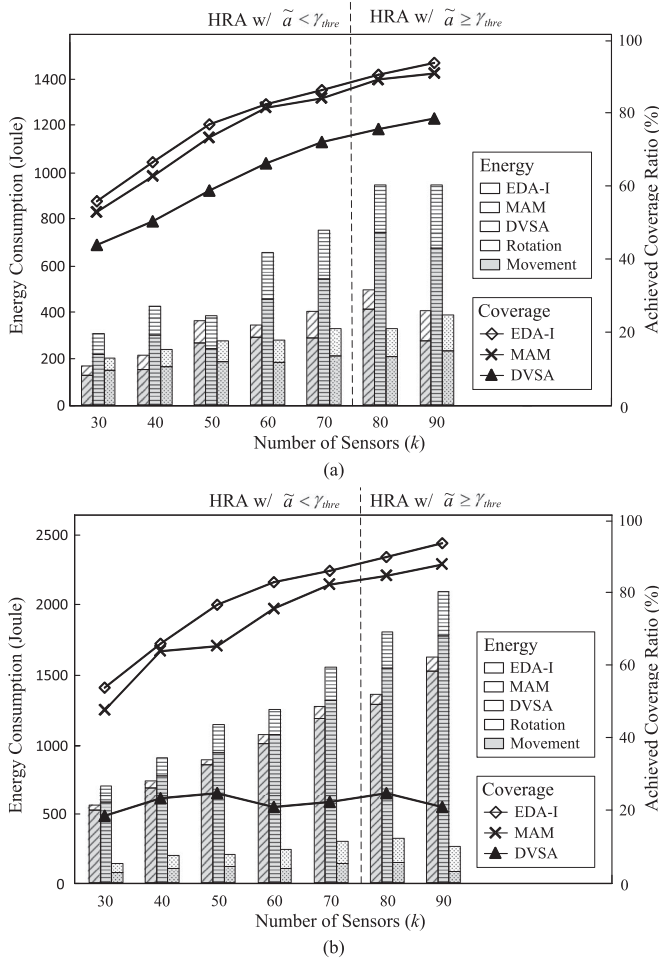 HRA w/ ã < γthre
HRA w/ ã ≥ γthre
Energy Consumption (Joule)
1400
1200
1000
800
600
400
200
0
100
80
60
40
20
0
Achieved Coverage Ratio (%)
Energy
EDA-I
MAM
DVSA
Rotation
Movement
Coverage
EDA-I
MAM
DVSA
30 40 50 60 70 80 90
Number of Sensors (k)
(a)
HRA w/ ã < γthre
HRA w/ ã ≥ γthre
Energy Consumption (Joule)
2500
2000
1500
1000
500
0
100
80
60
40
20
0
Achieved Coverage Ratio (%)
Energy
EDA-I
MAM
DVSA
Rotation
Movement
Coverage
EDA-I
MAM
DVSA
30 40 50 60 70 80 90
Number of Sensors (k)
(b)